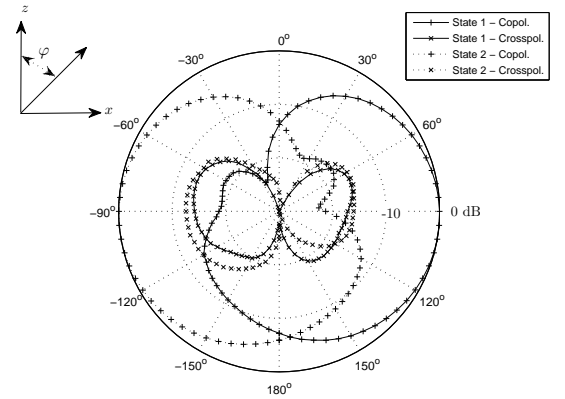 z
φ
x
State 1 − Copol.
State 1 − Crosspol.
State 2 − Copol.
State 2 − Crosspol.
0°
−30°
30°
−60°
60°
−90°
-10
0 dB
−120°
120°
−150°
150°
180°